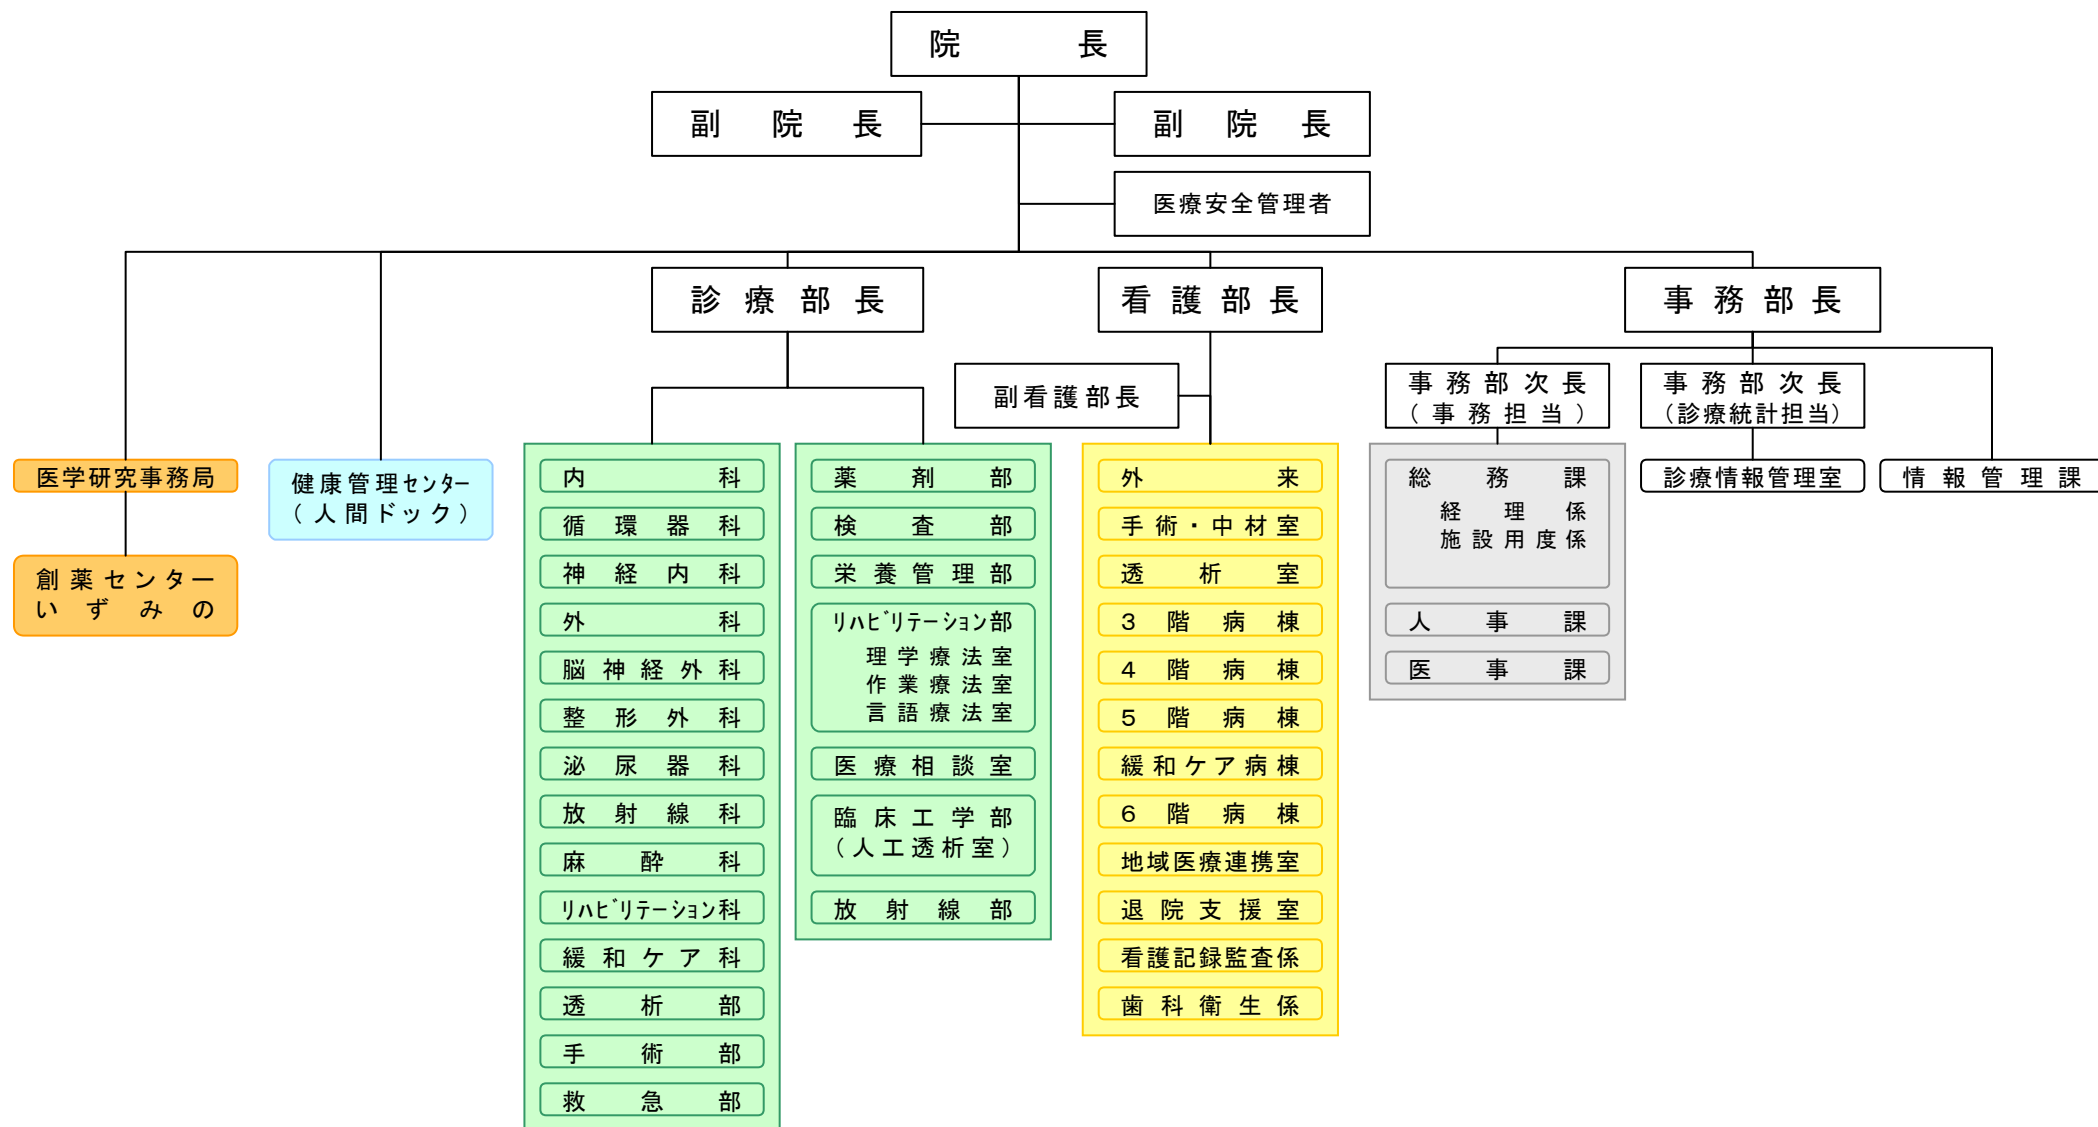 院長
副院長
副院長
医療安全管理者
診療部長
看護部長
事務部長
副看護部長
事務部次長
(事務担当)
事務部次長
(診療統計担当)
医学研究事務局
創薬センター
いずみの
健康管理センター
(人間ドック)
内科
循環器科
神経内科
外科
脳神経外科
整形外科
泌尿器科
放射線科
麻酔科
リハビリテーション科
緩和ケア科
透析部
手術部
救急部
薬剤部
検査部
栄養管理部
リハビリテーション部
理学療法室
作業療法室
言語療法室
医療相談室
臨床工学部
(人工透析室)
放射線部
外来
手術・中材室
透析室
3階病棟
4階病棟
5階病棟
緩和ケア病棟
6階病棟
地域医療連携室
退院支援室
看護記録監査係
歯科衛生係
総務課
経理係
施設用度係
人事課
医事課
診療情報管理室
情報管理課